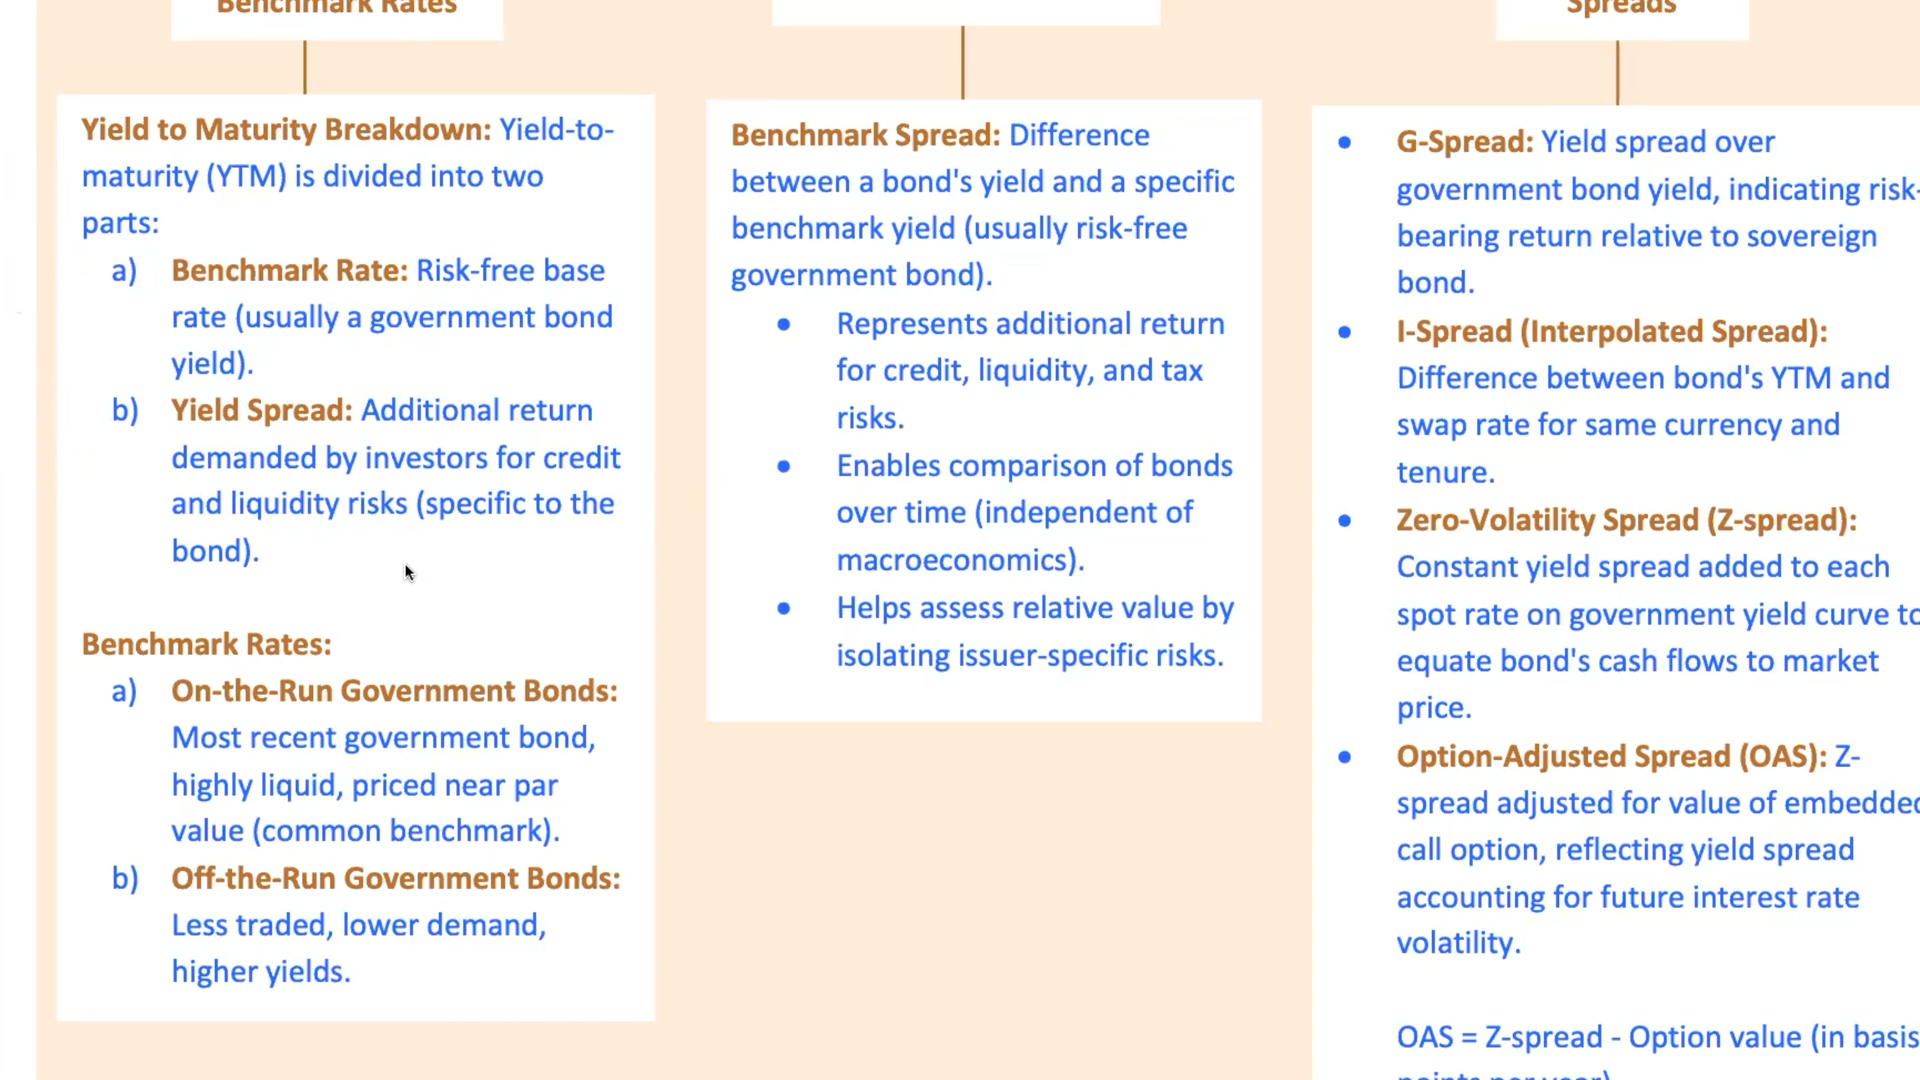 Benchmark Rates
Spreads
Yield to Maturity Breakdown: Yield-to-
maturity (YTM) is divided into two
parts:
a) Benchmark Rate: Risk-free base
rate (usually a government bond
yield).
b) Yield Spread: Additional return
demanded by investors for credit
and liquidity risks (specific to the
bond).
Benchmark Rates:
a) On-the-Run Government Bonds:
Most recent government bond,
highly liquid, priced near par
value (common benchmark).
b) Off-the-Run Government Bonds:
Less traded, lower demand,
higher yields.
Benchmark Spread: Difference
between a bond's yield and a specific
benchmark yield (usually risk-free
government bond).
• Represents additional return
for credit, liquidity, and tax
risks.
• Enables comparison of bonds
over time (independent of
macroeconomics).
• Helps assess relative value by
isolating issuer-specific risks.
• G-Spread: Yield spread over
government bond yield, indicating risk-
bearing return relative to sovereign
bond.
• I-Spread (Interpolated Spread):
Difference between bond's YTM and
swap rate for same currency and
tenure.
• Zero-Volatility Spread (Z-spread):
Constant yield spread added to each
spot rate on government yield curve to
equate bond's cash flows to market
price.
• Option-Adjusted Spread (OAS): Z-
spread adjusted for value of embedded
call option, reflecting yield spread
accounting for future interest rate
volatility.
OAS = Z-spread - Option value (in basis
points per year)